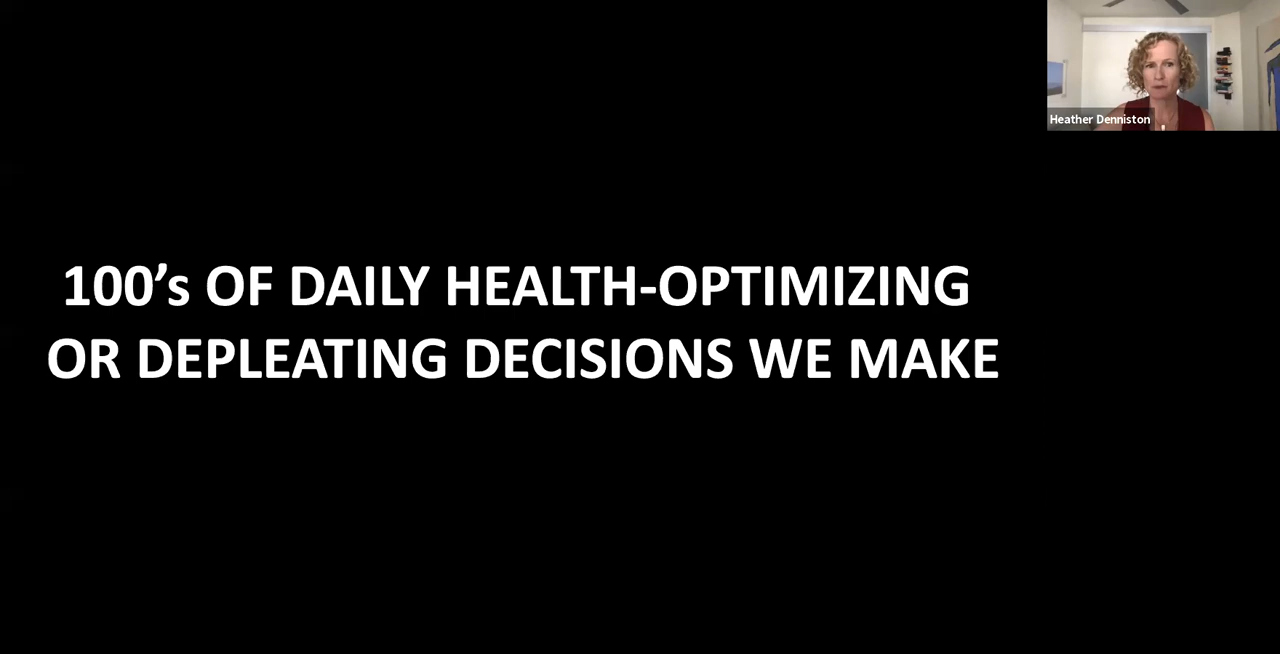 Heather Denniston
100’s OF DAILY HEALTH-OPTIMIZING
OR DEPLEATING DECISIONS WE MAKE